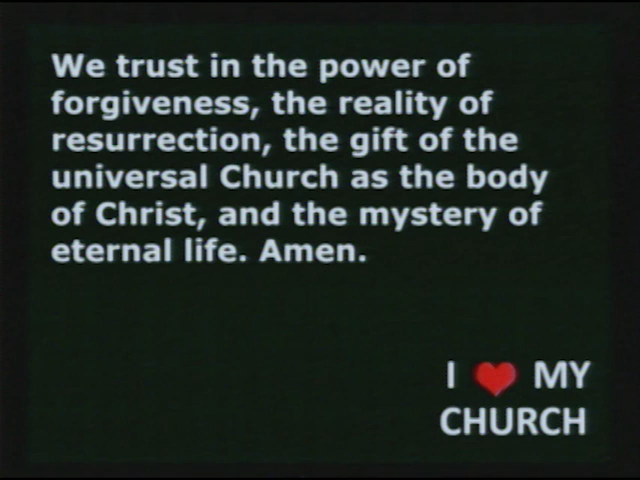 We trust in the power of
forgiveness, the reality of
resurrection, the gift of the
universal Church as the body
of Christ, and the mystery of
eternal life. Amen.
I ❤ MY
CHURCH